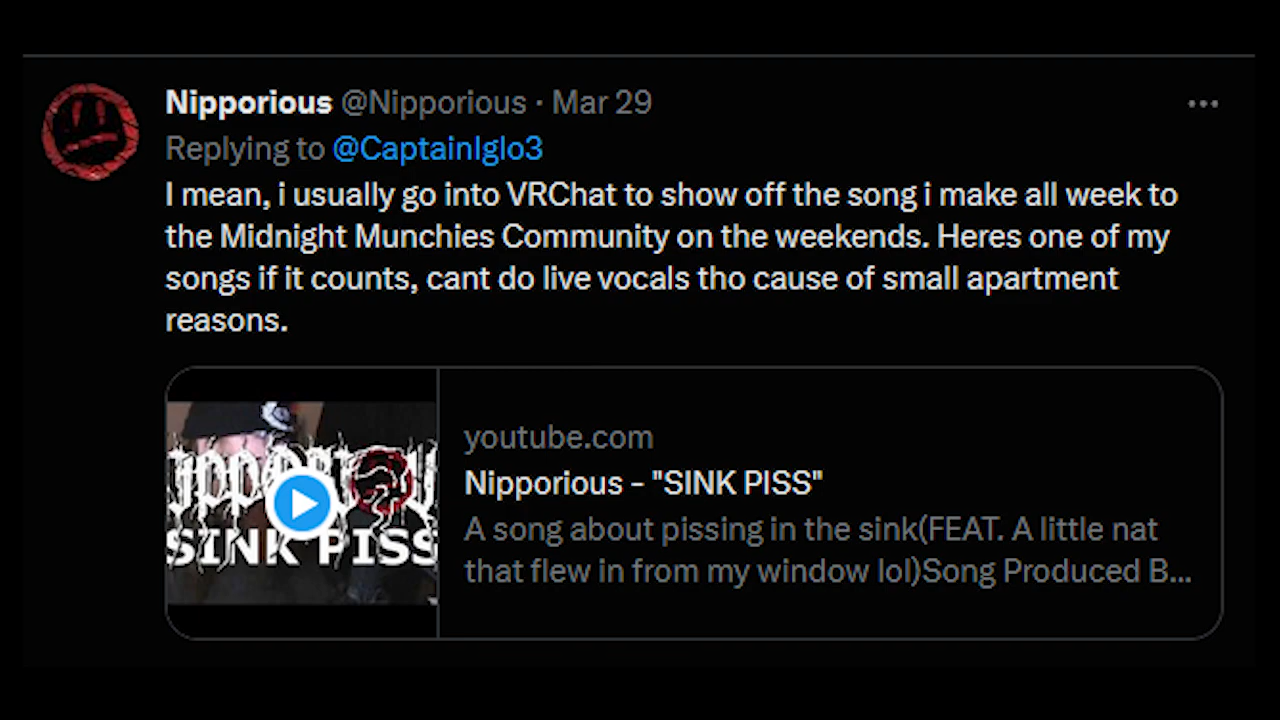 Nipporious @Nipporious · Mar 29
Replying to @CaptainIglo3
I mean, i usually go into VRChat to show off the song i make all week to
the Midnight Munchies Community on the weekends. Heres one of my
songs if it counts, cant do live vocals tho cause of small apartment
reasons.
youtube.com
Nipporious - "SINK PISS"
A song about pissing in the sink(FEAT. A little nat
that flew in from my window lol)Song Produced B...
SINK PISS